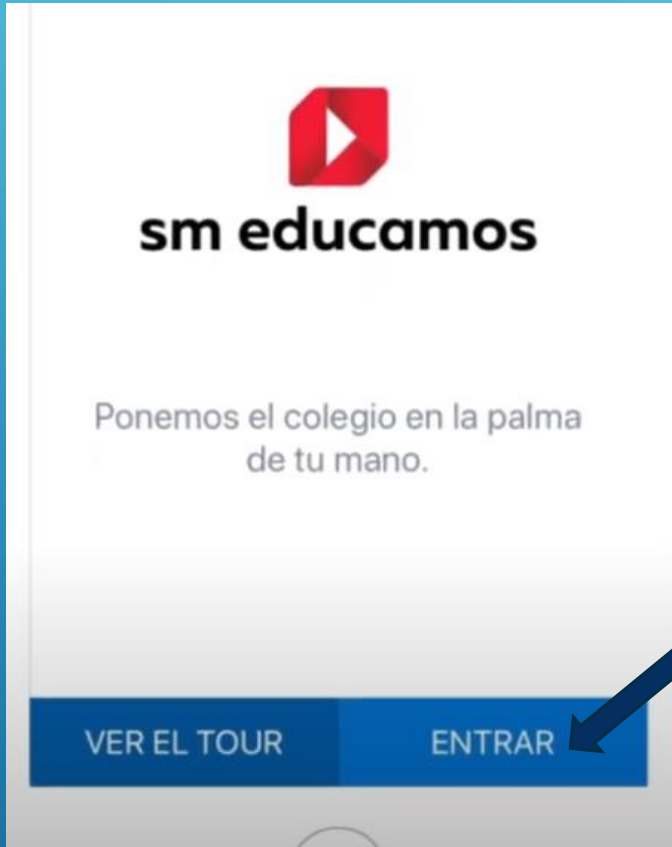 sm educamos
Ponemos el colegio en la palma
de tu mano.
VER EL TOUR
ENTRAR